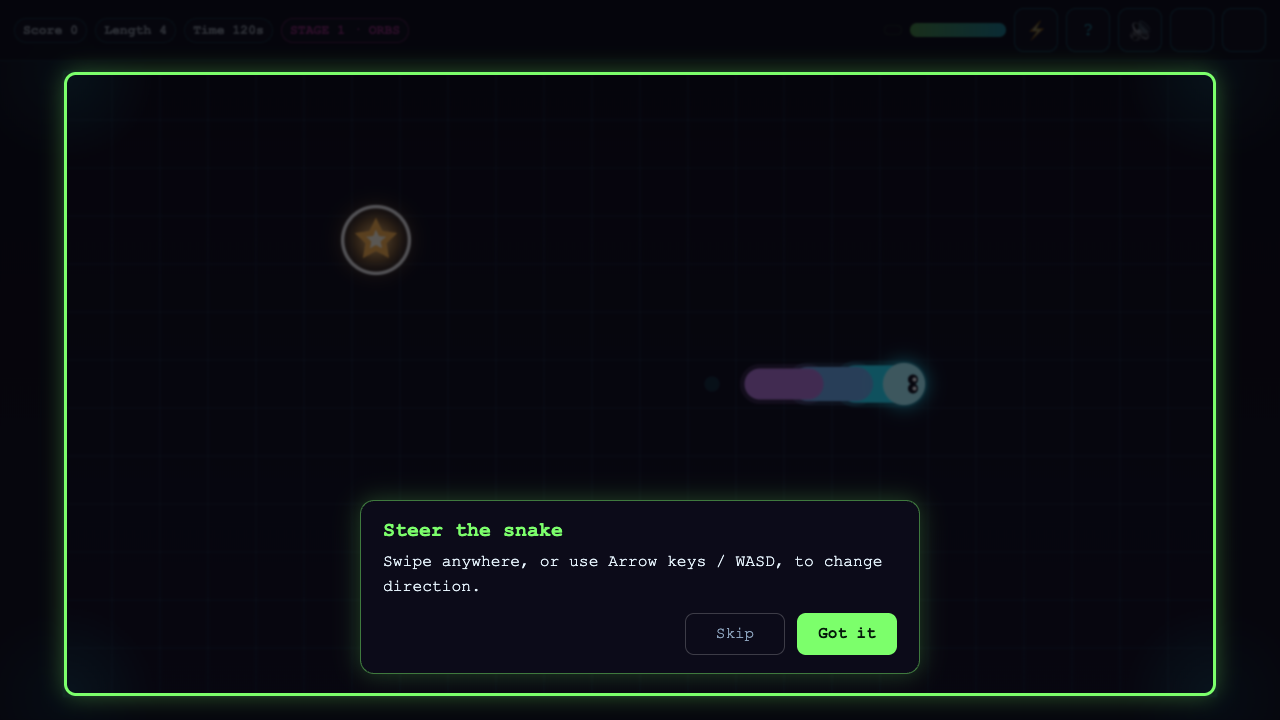 Score 0
Length 4
Time 120s
STAGE 1 · ORBS
?
Steer the snake
Swipe anywhere, or use Arrow keys / WASD, to change
direction.
Skip
Got it